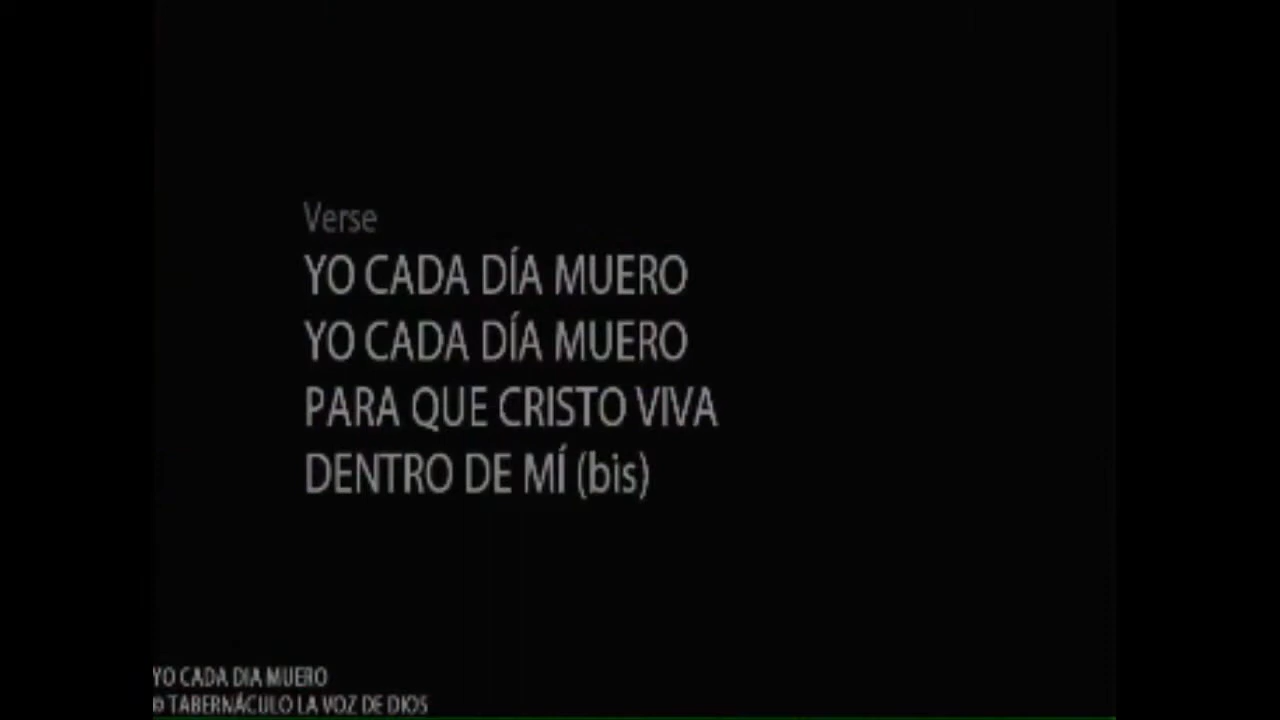 Verse
YO CADA DÍA MUERO
YO CADA DÍA MUERO
PARA QUE CRISTO VIVA
DENTRO DE MÍ (bis)
YO CADA DIA MUERO
© TABERNÁCULO LA VOZ DE DIOS